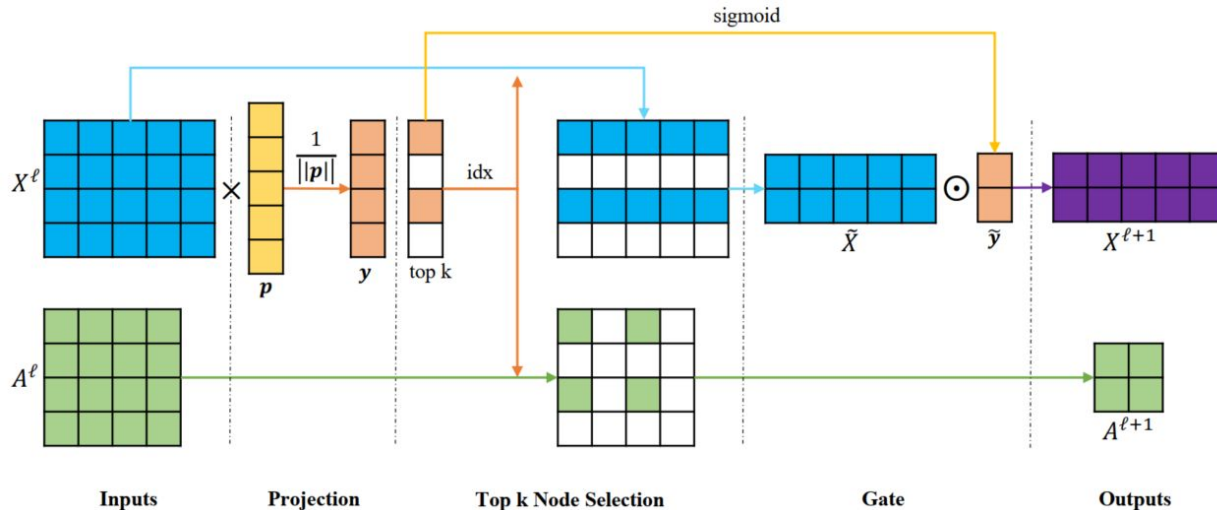 sigmoid
X^ℓ
×
1
||p||
idx
⊙
X̃
ỹ
X^{ℓ+1}
y
top k
p
A^ℓ
A^{ℓ+1}
Inputs
Projection
Top k Node Selection
Gate
Outputs